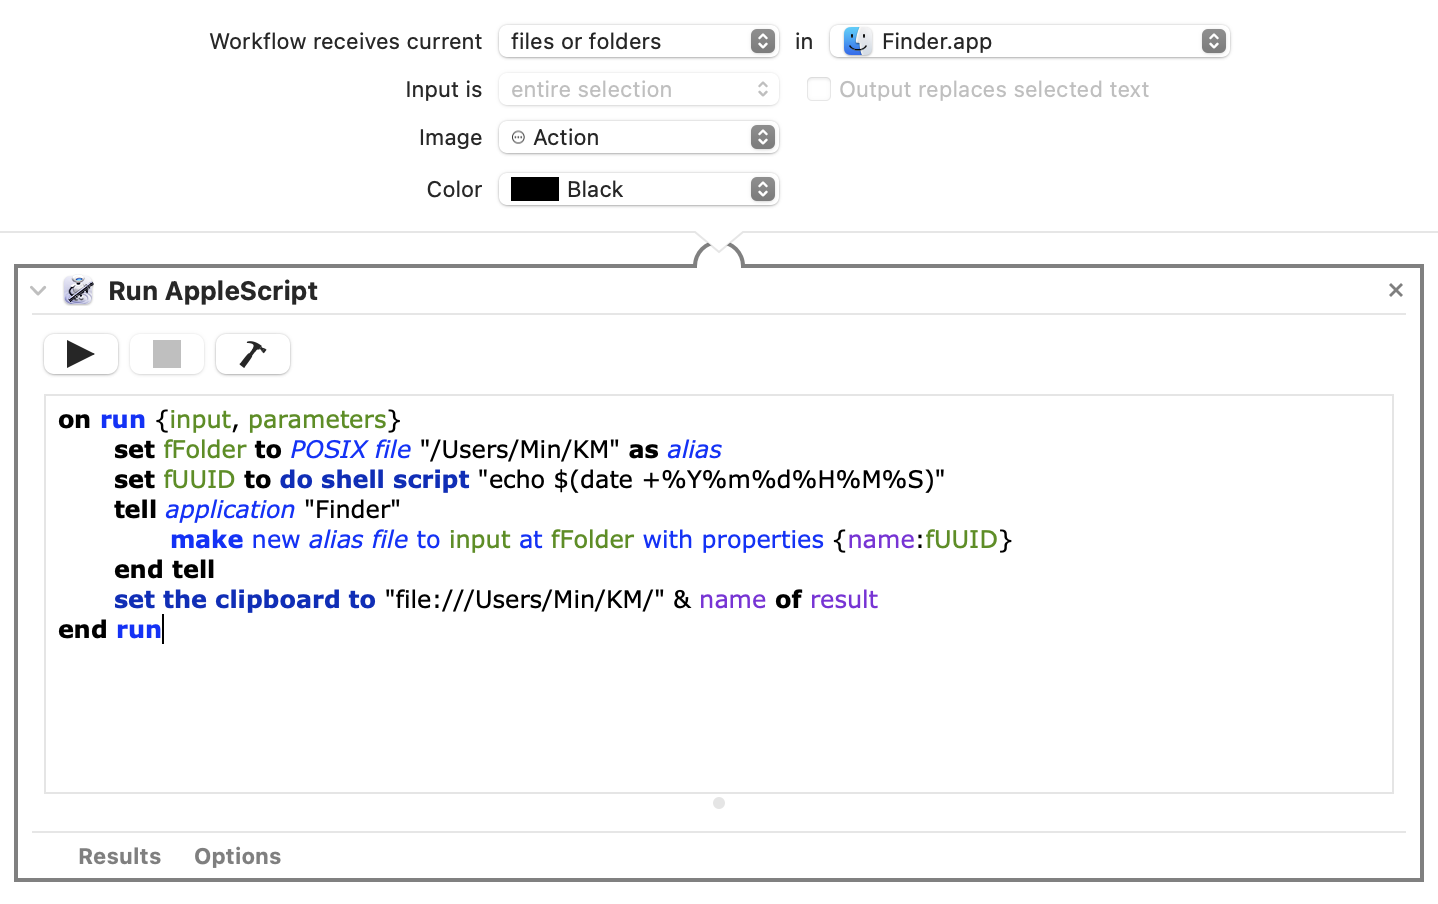 Workflow receives current files or folders in Finder.app
Input is entire selection Output replaces selected text
Image Action
Color Black
Run AppleScript
on run {input, parameters}
set fFolder to POSIX file "/Users/Min/KM" as alias
set fUUID to do shell script "echo $(date +%Y%m%d%H%M%S)"
tell application "Finder"
make new alias file to input at fFolder with properties {name:fUUID}
end tell
set the clipboard to "file:///Users/Min/KM/" & name of result
end run
Results Options